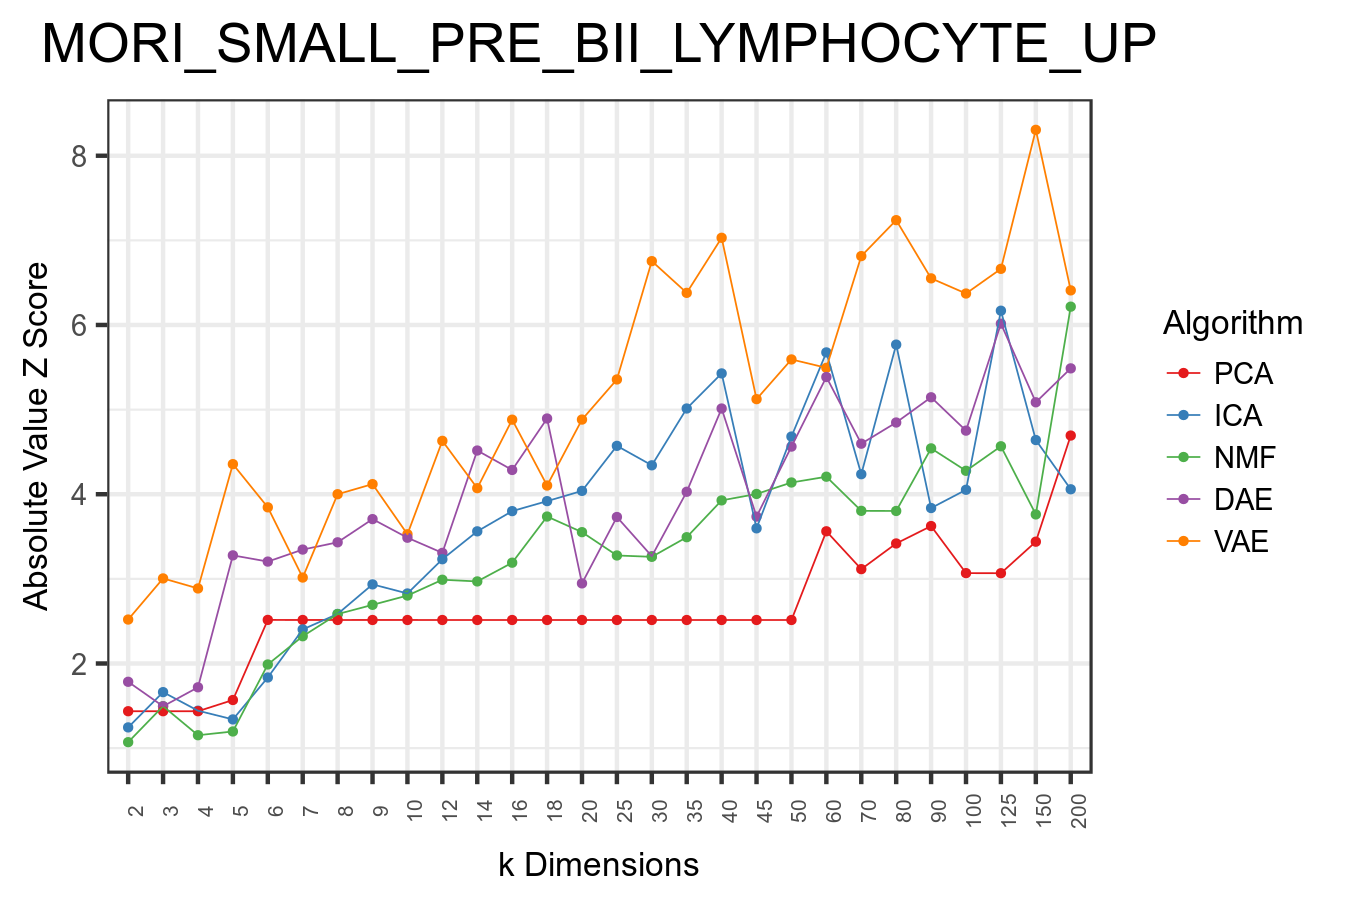 MORI_SMALL_PRE_BII_LYMPHOCYTE_UP
Absolute Value Z Score
8
6
4
2
2 3 4 5 6 7 8 9 10 12 14 16 18 20 25 30 35 40 45 50 60 70 80 90 100 125 150 200
k Dimensions
Algorithm
PCA
ICA
NMF
DAE
VAE